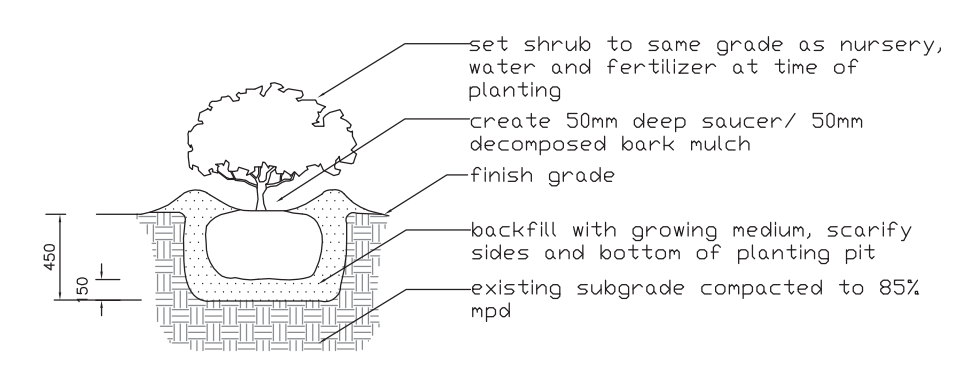 set shrub to same grade as nursery,
water and fertilizer at time of
planting
create 50mm deep saucer/ 50mm
decomposed bark mulch
finish grade
450
150
backfill with growing medium, scarify
sides and bottom of planting pit
existing subgrade compacted to 85%
mpd